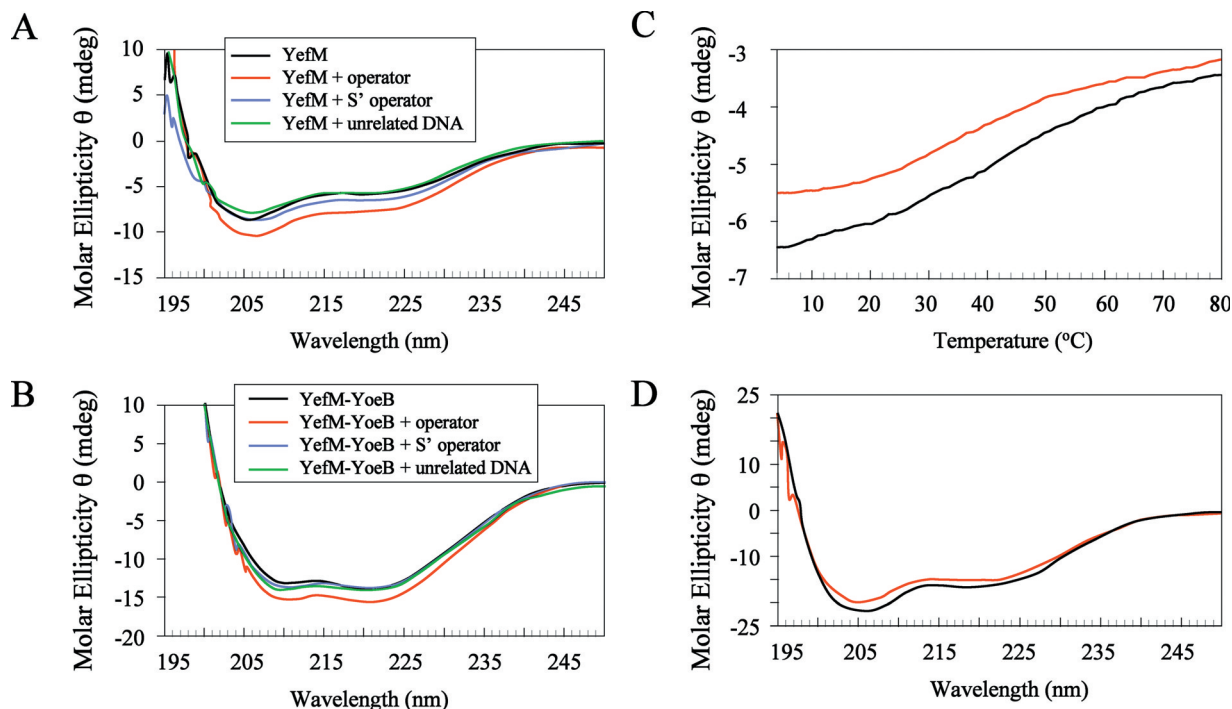 A
Molar Ellipticity θ (mdeg)
10
5
0
-5
-10
-15
YefM
YefM + operator
YefM + S’ operator
YefM + unrelated DNA
195 205 215 225 235 245
Wavelength (nm)
C
Molar Ellipticity θ (mdeg)
-3
-4
-5
-6
-7
10 20 30 40 50 60 70 80
Temperature (ºC)
B
Molar Ellipticity θ (mdeg)
10
5
0
-5
-10
-15
-20
YefM-YoeB
YefM-YoeB + operator
YefM-YoeB + S’ operator
YefM-YoeB + unrelated DNA
195 205 215 225 235 245
Wavelength (nm)
D
Molar Ellipticity θ (mdeg)
25
20
10
0
-10
-25
195 205 215 225 235 245
Wavelength (nm)